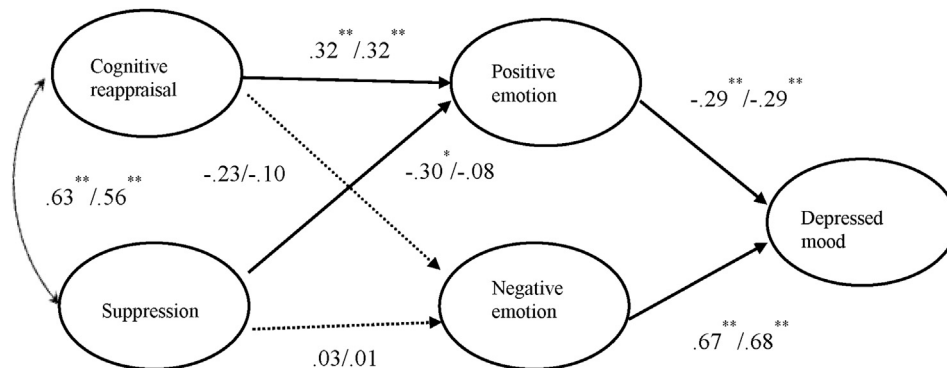 .32**/.32**
Cognitive
reappraisal
Positive
emotion
-.29**/-.29**
-.23/-.10
-.30*/-.08
.63**/.56**
Depressed
mood
Suppression
Negative
emotion
.03/.01
.67**/.68**